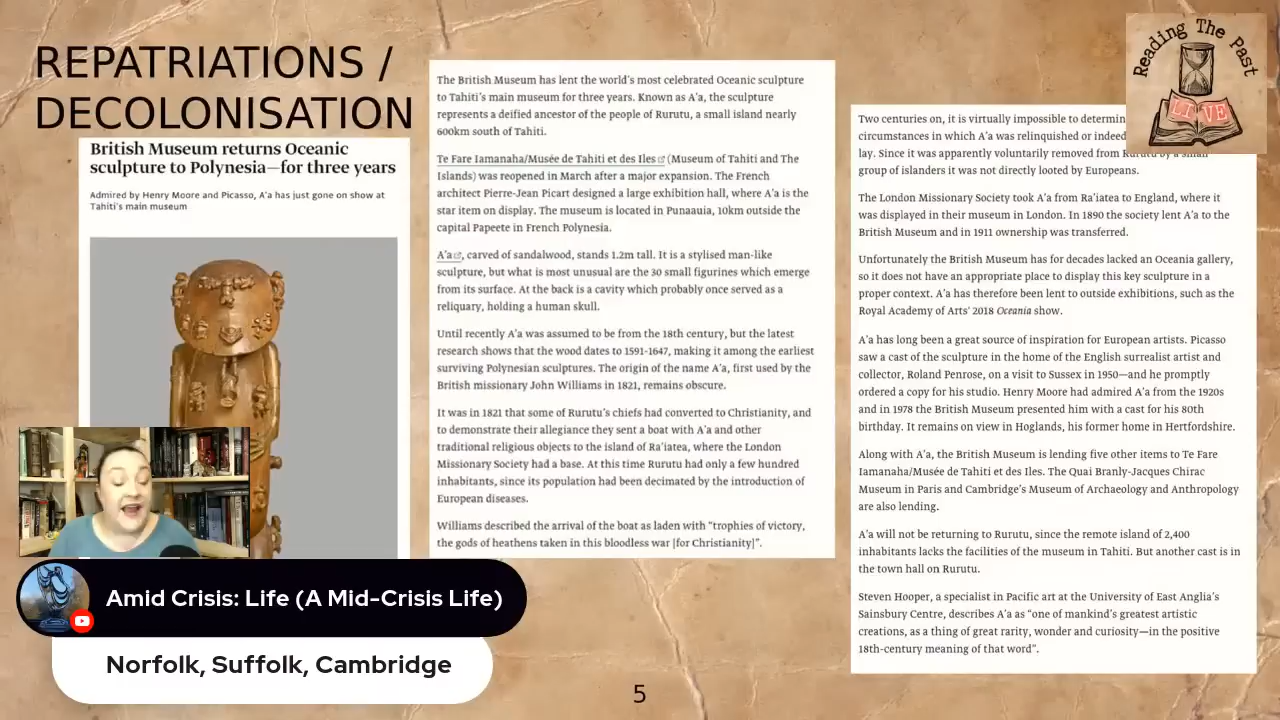 REPATRIATIONS /
DECOLONISATION
British Museum returns Oceanic
sculpture to Polynesia—for three years
Admired by Henry Moore and Picasso, A'a has just gone on show at
Tahiti's main museum
The British Museum has lent the world's most celebrated Oceanic sculpture
to Tahiti's main museum for three years. Known as A'a, the sculpture
represents a deified ancestor of the people of Rurutu, a small island nearly
600km south of Tahiti.
Te Fare Iamanaha/Musée de Tahiti et des Iles (Museum of Tahiti and The
Islands) was reopened in March after a major expansion. The French
architect Pierre-Jean Picart designed a large exhibition hall, where A'a is the
star item on display. The museum is located in Punaauia, 10km outside the
capital Papeete in French Polynesia.
A'a, carved of sandalwood, stands 1.2m tall. It is a stylised man-like
sculpture, but what is most unusual are the 30 small figurines which emerge
from its surface. At the back is a cavity which probably once served as a
reliquary, holding a human skull.
Until recently A'a was assumed to be from the 18th century, but the latest
research shows that the wood dates to 1591-1647, making it among the earliest
surviving Polynesian sculptures. The origin of the name A'a, first used by the
British missionary John Williams in 1821, remains obscure.
It was in 1821 that some of Rurutu's chiefs had converted to Christianity, and
to demonstrate their allegiance they sent a boat with A'a and other
traditional religious objects to the island of Ra'iatea, where the London
Missionary Society had a base. At this time Rurutu had only a few hundred
inhabitants, since its population had been decimated by the introduction of
European diseases.
Williams described the arrival of the boat as laden with "trophies of victory,
the gods of heathens taken in this bloodless war [for Christianity]".
Two centuries on, it is virtually impossible to determin
circumstances in which A'a was relinquished or indeed
lay. Since it was apparently voluntarily removed from Rurutu by a small
group of islanders it was not directly looted by Europeans.
The London Missionary Society took A'a from Ra'iatea to England, where it
was displayed in their museum in London. In 1890 the society lent A'a to the
British Museum and in 1911 ownership was transferred.
Unfortunately the British Museum has for decades lacked an Oceania gallery,
so it does not have an appropriate place to display this key sculpture in a
proper context. A'a has therefore been lent to outside exhibitions, such as the
Royal Academy of Arts' 2018 Oceania show.
A'a has long been a great source of inspiration for European artists. Picasso
saw a cast of the sculpture in the home of the English surrealist artist and
collector, Roland Penrose, on a visit to Sussex in 1950—and he promptly
ordered a copy for his studio. Henry Moore had admired A'a from the 1920s
and in 1978 the British Museum presented him with a cast for his 80th
birthday. It remains on view in Hoglands, his former home in Hertfordshire.
Along with A'a, the British Museum is lending five other items to Te Fare
Iamanaha/Musée de Tahiti et des Iles. The Quai Branly-Jacques Chirac
Museum in Paris and Cambridge's Museum of Archaeology and Anthropology
are also lending.
A'a will not be returning to Rurutu, since the remote island of 2,400
inhabitants lacks the facilities of the museum in Tahiti. But another cast is in
the town hall on Rurutu.
Steven Hooper, a specialist in Pacific art at the University of East Anglia's
Sainsbury Centre, describes A'a as "one of mankind's greatest artistic
creations, as a thing of great rarity, wonder and curiosity—in the positive
18th-century meaning of that word".
Reading The Past
LIVE
Amid Crisis: Life (A Mid-Crisis Life)
Norfolk, Suffolk, Cambridge
5